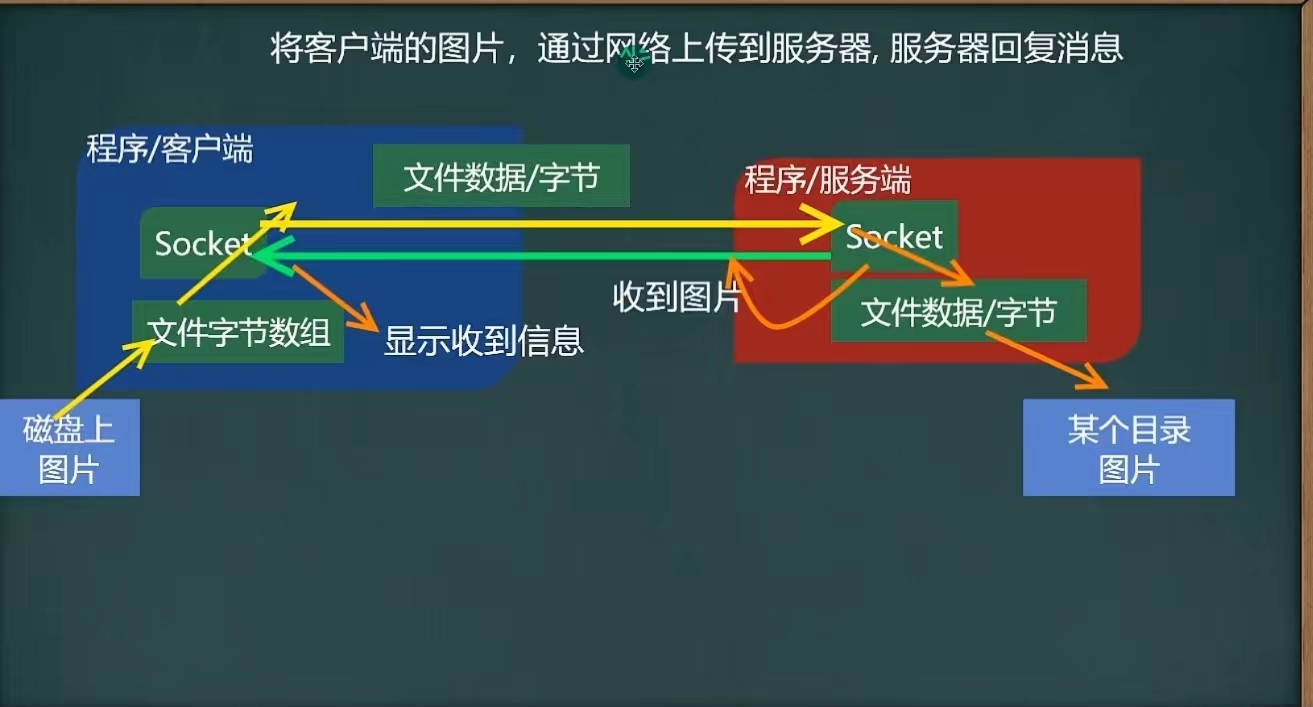 将客户端的图片，通过网络上传到服务器, 服务器回复消息
程序/客户端
文件数据/字节
程序/服务端
Socket
Socket
收到图片
文件数据/字节
文件字节数组
显示收到信息
磁盘上
图片
某个目录
图片